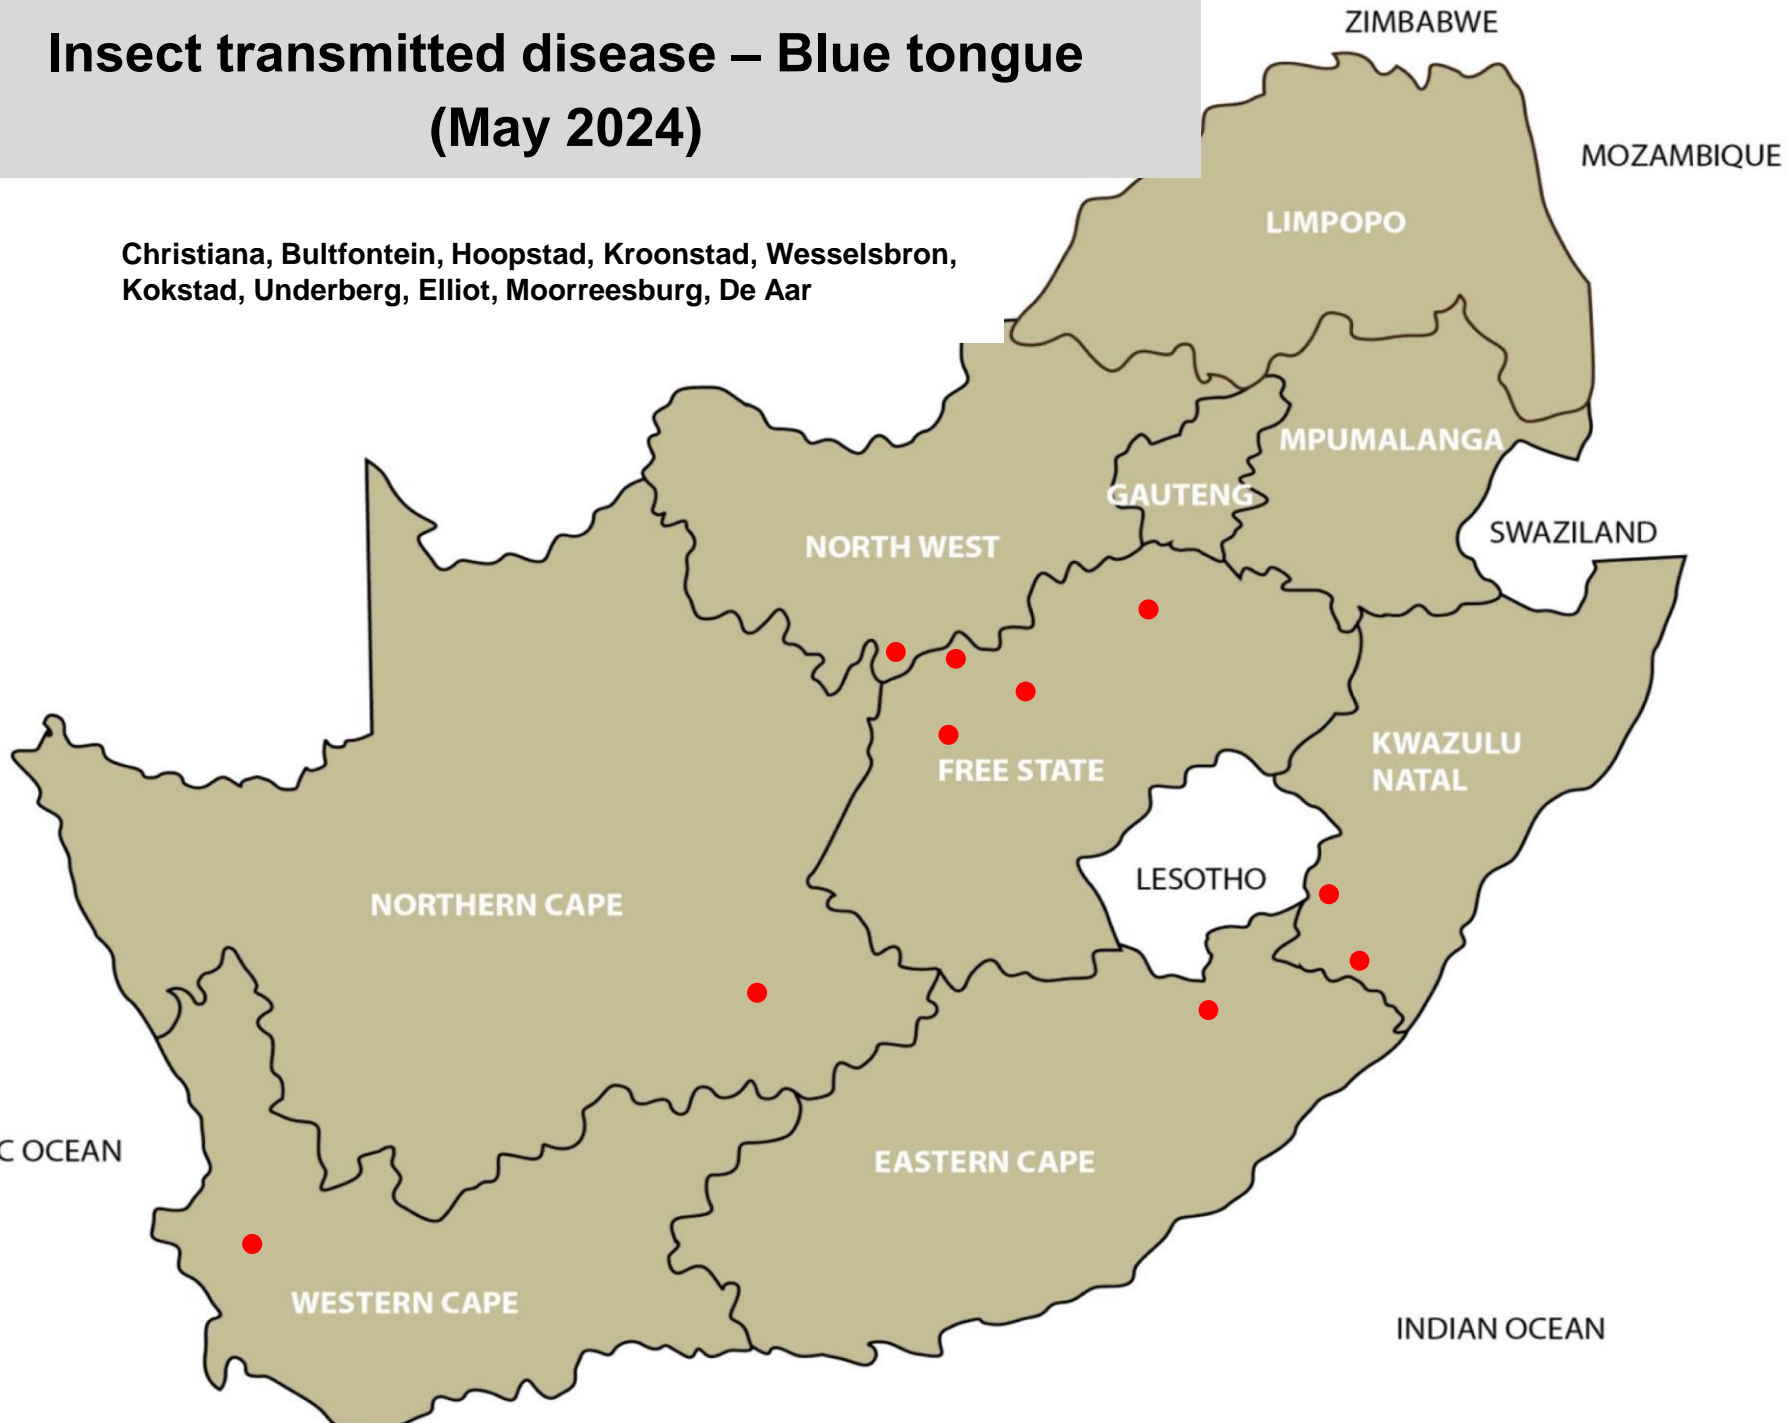 Insect transmitted disease – Blue tongue
(May 2024)
ZIMBABWE
MOZAMBIQUE
LIMPOPO
Christiana, Bultfontein, Hoopstad, Kroonstad, Wesselsbron,
Kokstad, Underberg, Elliot, Moorreesburg, De Aar
MPUMALANGA
GAUTENG
SWAZILAND
NORTH WEST
KWAZULU
NATAL
FREE STATE
LESOTHO
NORTHERN CAPE
C OCEAN
EASTERN CAPE
WESTERN CAPE
INDIAN OCEAN